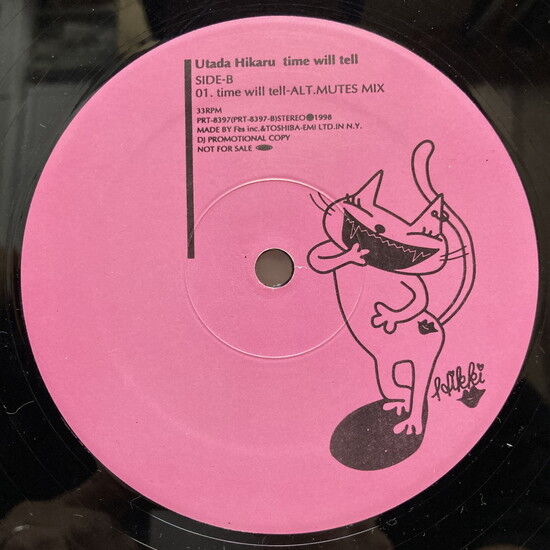 Utada Hikaru time will tell
SIDE-B
01. time will tell-ALT.MUTES MIX
33RPM
PRT-8397(PRT-8397-B)STEREO℗1998
MADE BY Fës inc.&TOSHIBA-EMI LTD.IN N.Y.
DJ PROMOTIONAL COPY
NOT FOR SALE
Hikki